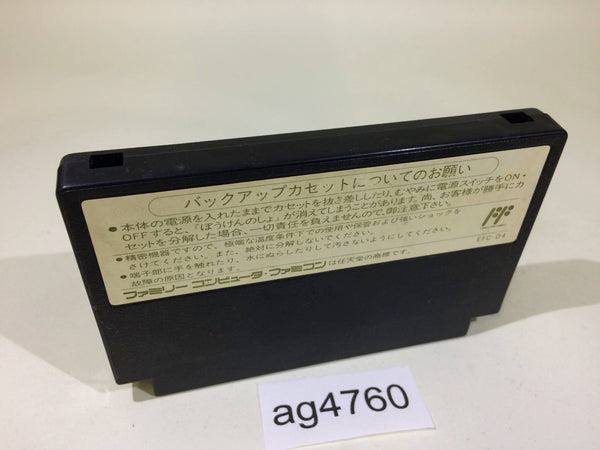 バックアップカセットについてのお願い
●本体の電源を入れたままでカセットを抜き差ししたり、むやみに電源スイッチをON・
OFFすると、「ぼうけんのしょ」が消えてしまうことがあります。尚、お客様が勝手にカ
セットを分解した場合、一切責任を負えませんので、御注意下さい。
●精密機器ですので、極端な温度条件下での使用や保管および強いショックを
さけてください。また、絶対に分解しないでください。
●端子部に手を触れたり、水にぬらしたりして汚さないようにしてください。
故障の原因となります。
ファミリーコンピュータ・ファミコンは任天堂の商標です。
FF
EFC-D4
ag4760